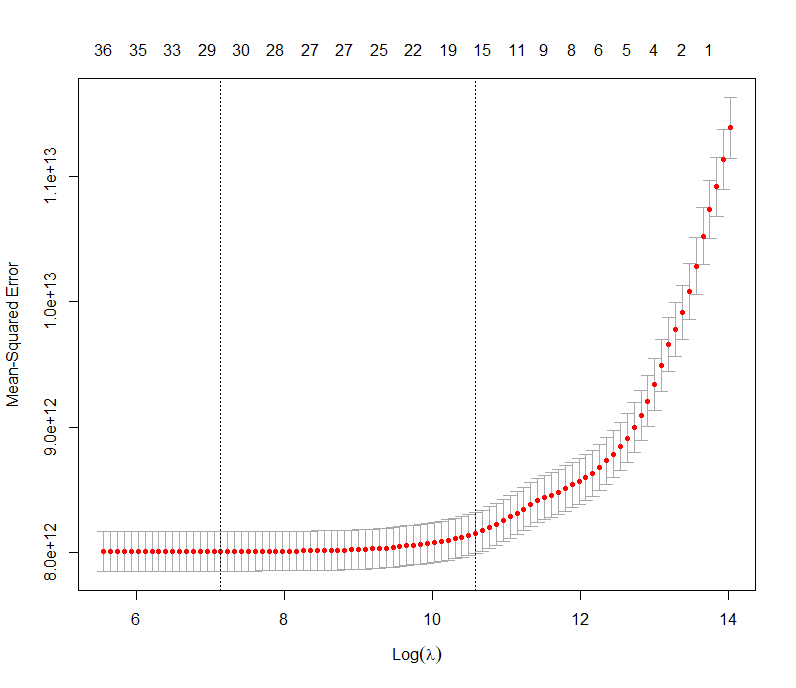 36 35 33 29 30 28 27 27 25 22 19 15 11 9 8 6 5 4 2 1
1.1e+13
1.0e+13
9.0e+12
8.0e+12
Mean-Squared Error
6 8 10 12 14
Log(λ)